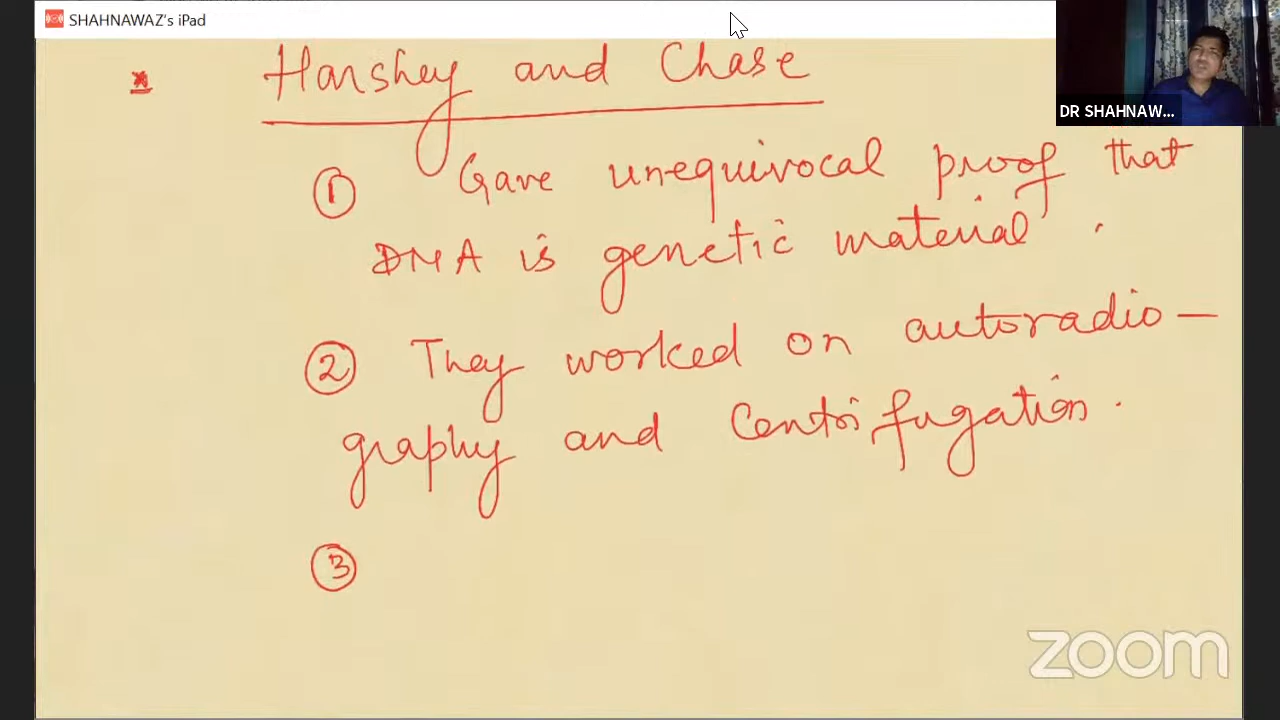 SHAHNAWAZ's iPad
Harshey and Chase
DR SHAHNAW...
① Gave unequivocal proof that
DNA is genetic material.
② They worked on autoradio-
graphy and Centrifugation.
③
zoom